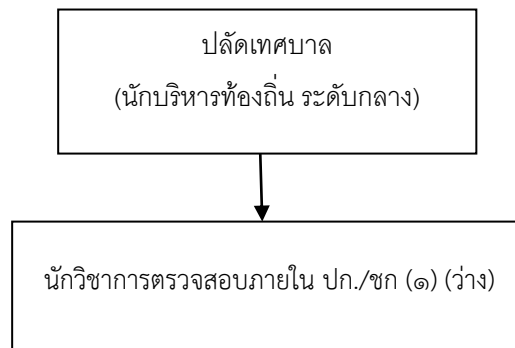 ปลัดเทศบาล
(นักบริหารท้องถิ่น ระดับกลาง)
นักวิชาการตรวจสอบภายใน ปก./ชก (๑) (ว่าง)